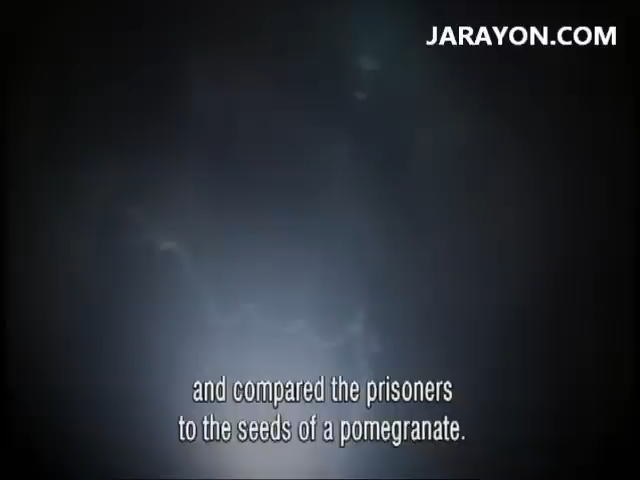 JARAYON.COM
and compared the prisoners
to the seeds of a pomegranate.